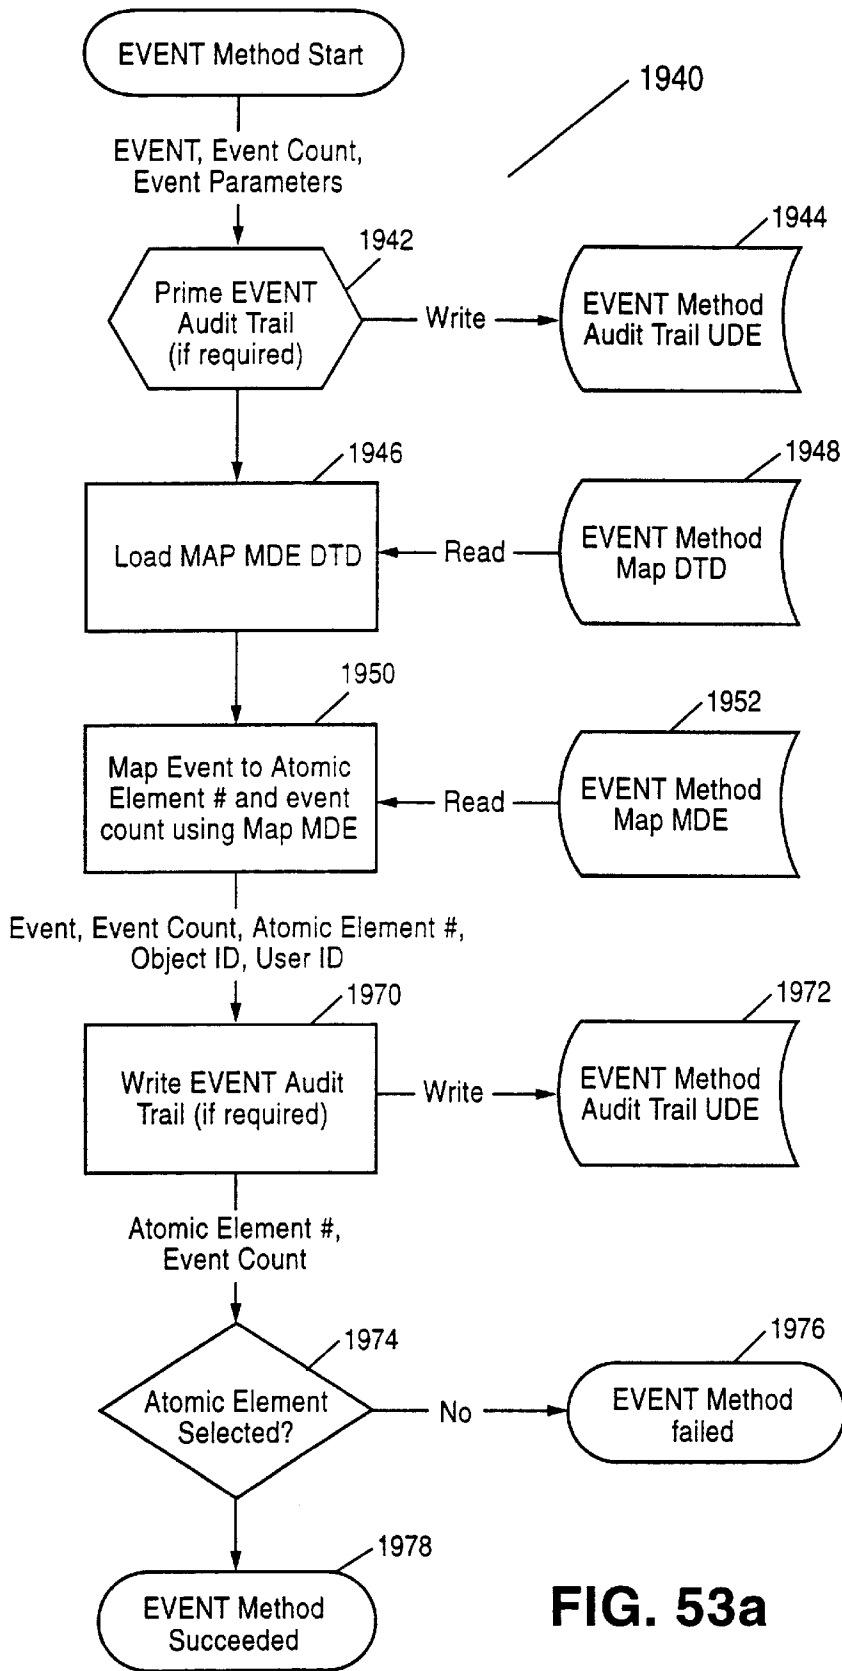 EVENT Method Start
1940
EVENT, Event Count,
Event Parameters
1942
Prime EVENT
Audit Trail
(if required)
Write
1944
EVENT Method
Audit Trail UDE
1946
Load MAP MDE DTD
Read
1948
EVENT Method
Map DTD
1950
Map Event to Atomic
Element # and event
count using Map MDE
Read
1952
EVENT Method
Map MDE
Event, Event Count, Atomic Element #,
Object ID, User ID
1970
Write EVENT Audit
Trail (if required)
Write
1972
EVENT Method
Audit Trail UDE
Atomic Element #,
Event Count
1974
Atomic Element
Selected?
No
1976
EVENT Method
failed
1978
EVENT Method
Succeeded
FIG. 53a